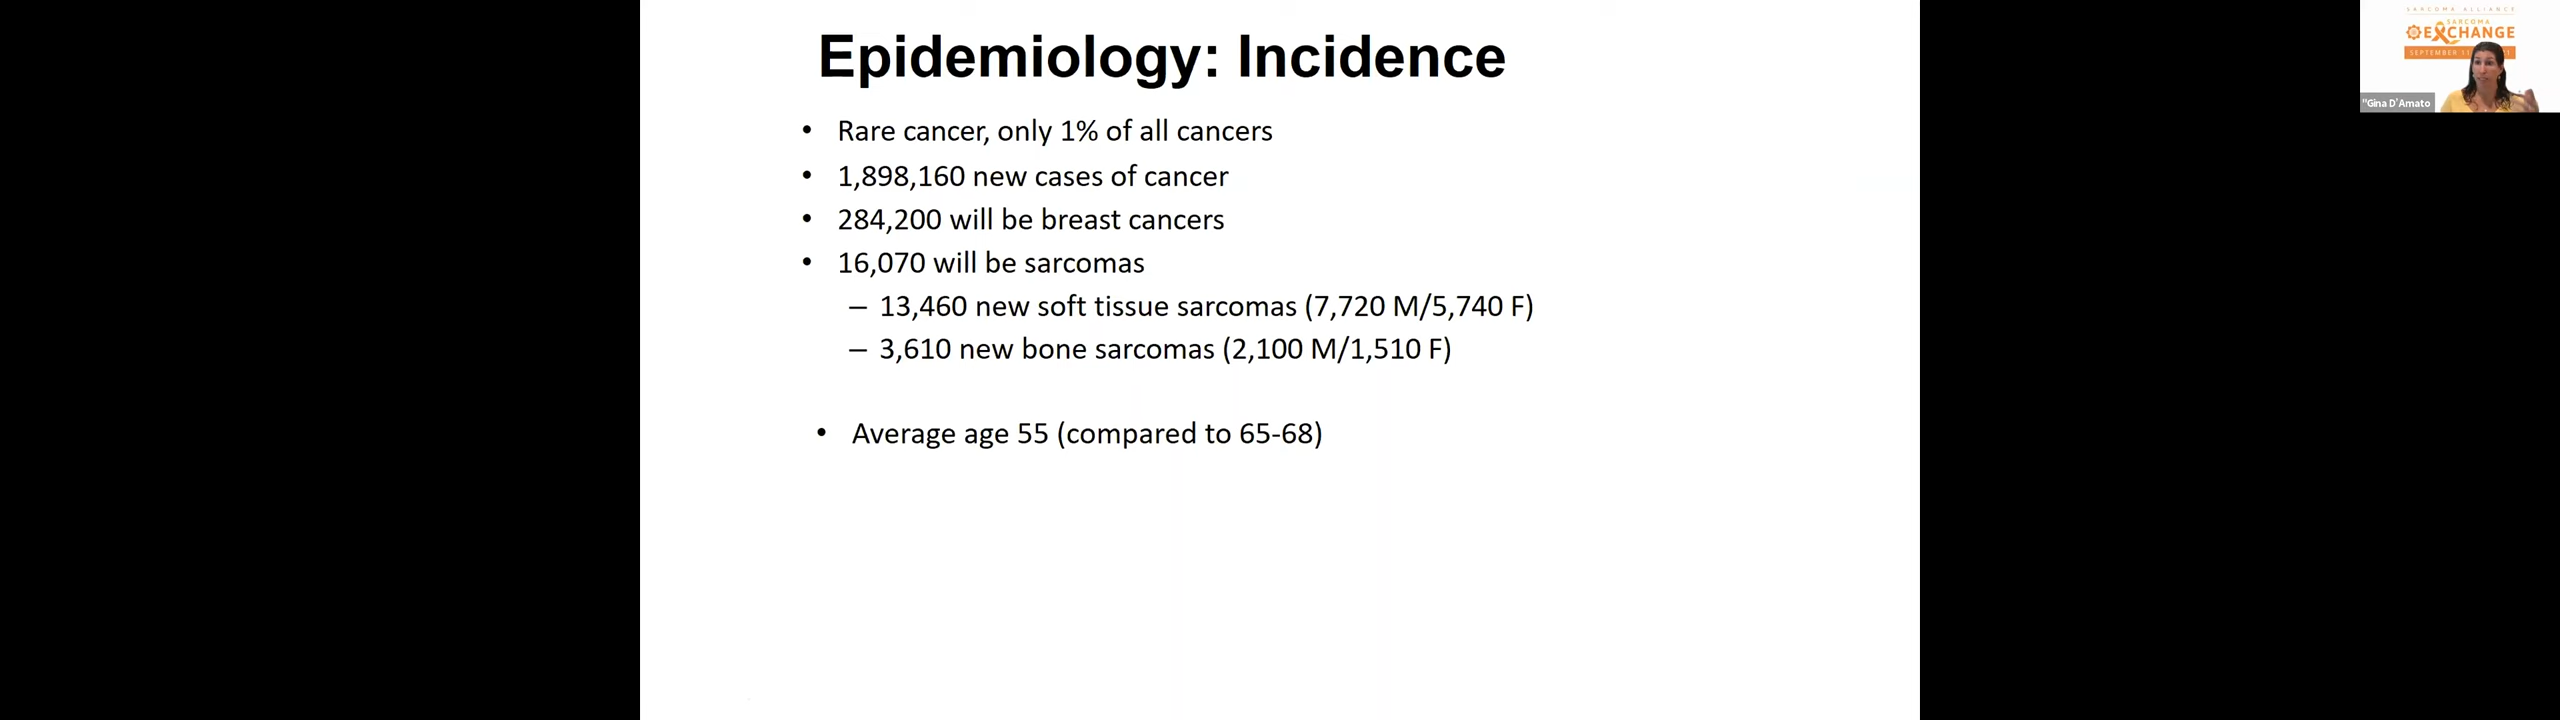 Epidemiology: Incidence
• Rare cancer, only 1% of all cancers
• 1,898,160 new cases of cancer
• 284,200 will be breast cancers
• 16,070 will be sarcomas
– 13,460 new soft tissue sarcomas (7,720 M/5,740 F)
– 3,610 new bone sarcomas (2,100 M/1,510 F)
• Average age 55 (compared to 65-68)
SARCOMA ALLIANCE
SARCOMA
EXCHANGE
SEPTEMBER
"Gina D'Amato